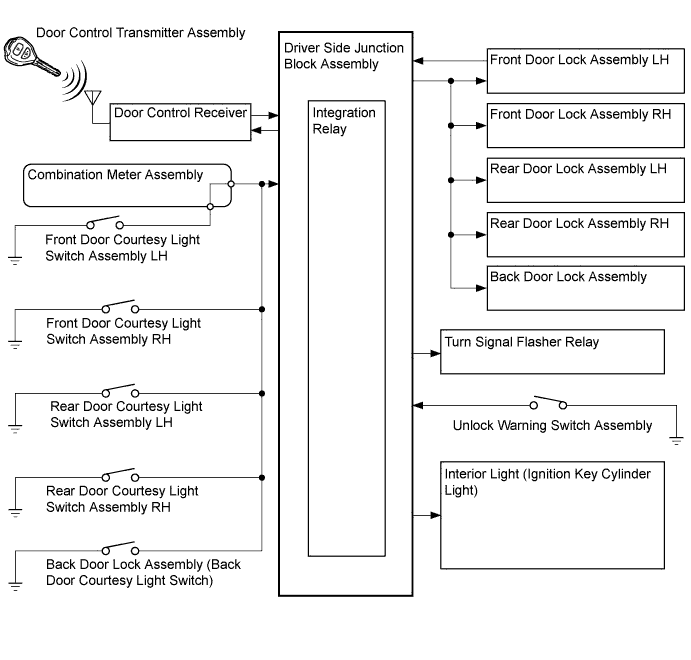 Door Control Transmitter Assembly
Door Control Receiver
Combination Meter Assembly
Front Door Courtesy Light
Switch Assembly LH
Front Door Courtesy Light
Switch Assembly RH
Rear Door Courtesy Light
Switch Assembly LH
Rear Door Courtesy Light
Switch Assembly RH
Back Door Lock Assembly (Back
Door Courtesy Light Switch)
Driver Side Junction
Block Assembly
Integration
Relay
Front Door Lock Assembly LH
Front Door Lock Assembly RH
Rear Door Lock Assembly LH
Rear Door Lock Assembly RH
Back Door Lock Assembly
Turn Signal Flasher Relay
Unlock Warning Switch Assembly
Interior Light (Ignition Key Cylinder
Light)